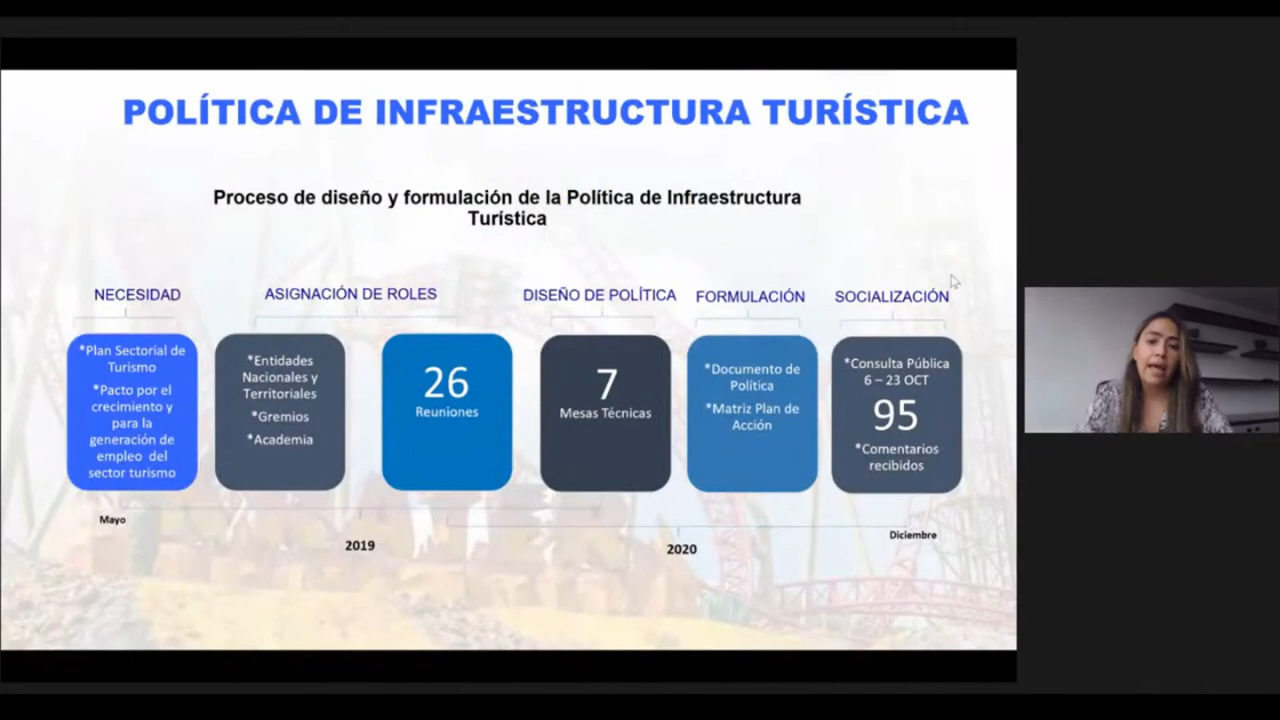 POLÍTICA DE INFRAESTRUCTURA TURÍSTICA
Proceso de diseño y formulación de la Política de Infraestructura
Turística
NECESIDAD
*Plan Sectorial de
Turismo
*Pacto por el
crecimiento y
para la
generación de
empleo del
sector turismo
ASIGNACIÓN DE ROLES
*Entidades
Nacionales y
Territoriales
*Gremios
*Academia
26
Reuniones
DISEÑO DE POLÍTICA
7
Mesas Técnicas
FORMULACIÓN
*Documento de
Política
*Matriz Plan de
Acción
SOCIALIZACIÓN
*Consulta Pública
6 – 23 OCT
95
*Comentarios
recibidos
Mayo
2019
2020
Diciembre